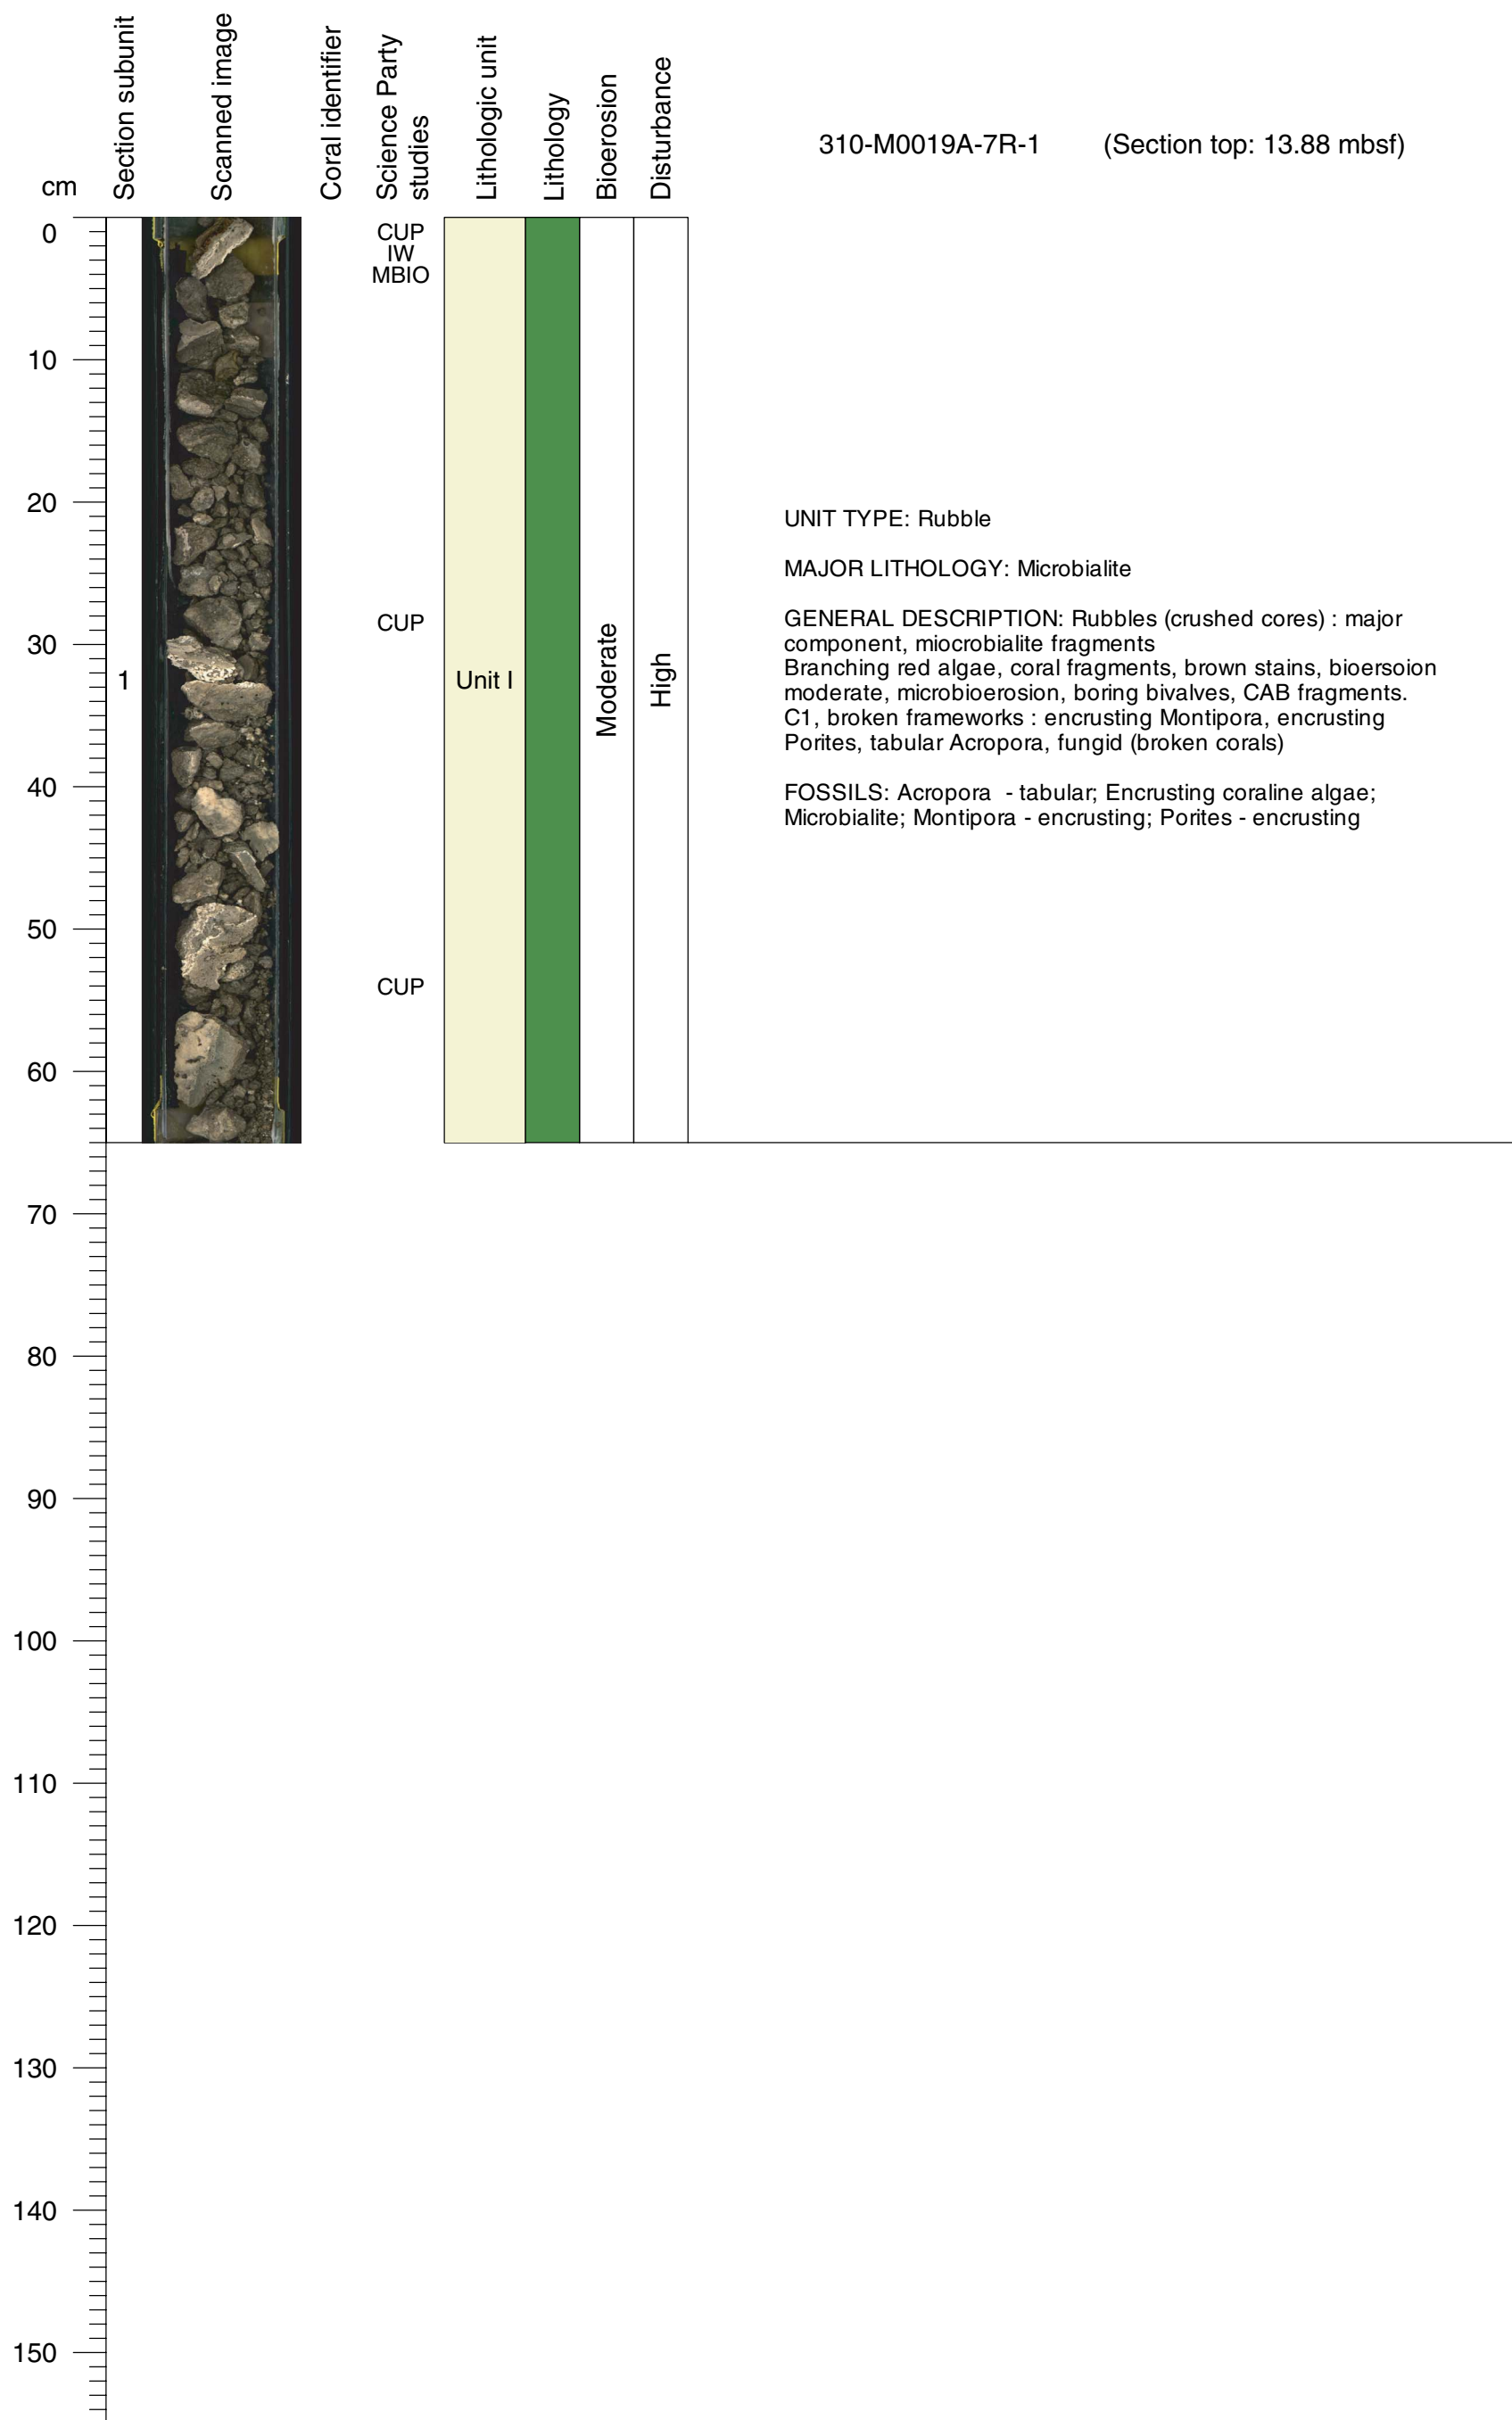 Section subunit
Scanned image
Coral identifier
Science Party
studies
Lithologic unit
Lithology
Bioerosion
Disturbance
310-M0019A-7R-1 (Section top: 13.88 mbsf)
cm
0
10
20
30
40
50
60
70
80
90
100
110
120
130
140
150
1
CUP
IW
MBIO
CUP
CUP
Unit I
Moderate
High
UNIT TYPE: Rubble
MAJOR LITHOLOGY: Microbialite
GENERAL DESCRIPTION: Rubbles (crushed cores) : major
component, miocrobialite fragments
Branching red algae, coral fragments, brown stains, bioersoion
moderate, microbioerosion, boring bivalves, CAB fragments.
C1, broken frameworks : encrusting Montipora, encrusting
Porites, tabular Acropora, fungid (broken corals)
FOSSILS: Acropora - tabular; Encrusting coraline algae;
Microbialite; Montipora - encrusting; Porites - encrusting